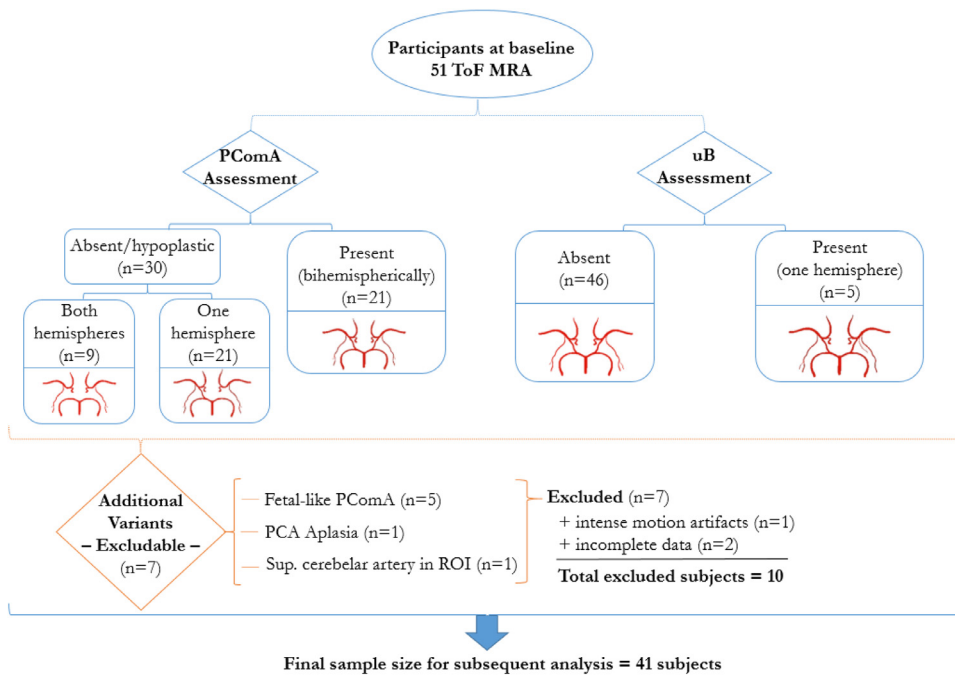 Participants at baseline
51 ToF MRA
PComA
Assessment
uB
Assessment
Absent/hypoplastic
(n=30)
Present
(bihemispherically)
(n=21)
Absent
(n=46)
Present
(one hemisphere)
(n=5)
Both
hemispheres
(n=9)
One
hemisphere
(n=21)
Additional
Variants
– Excludable –
(n=7)
Fetal-like PComA (n=5)
PCA Aplasia (n=1)
Sup. cerebelar artery in ROI (n=1)
Excluded (n=7)
+ intense motion artifacts (n=1)
+ incomplete data (n=2)
Total excluded subjects = 10
Final sample size for subsequent analysis = 41 subjects